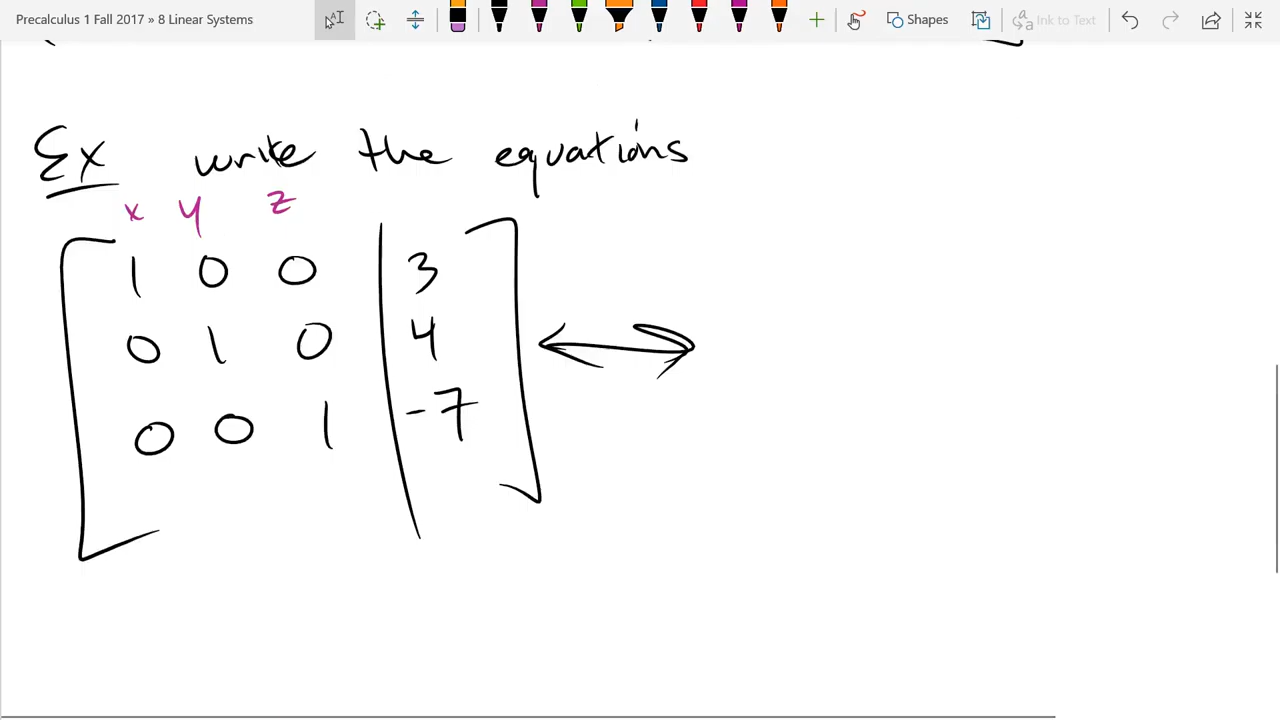 Precalculus 1 Fall 2017 » 8 Linear Systems
Shapes
Ink to Text
Ex write the equations
x y z
1 0 0 3
0 1 0 4
0 0 1 -7